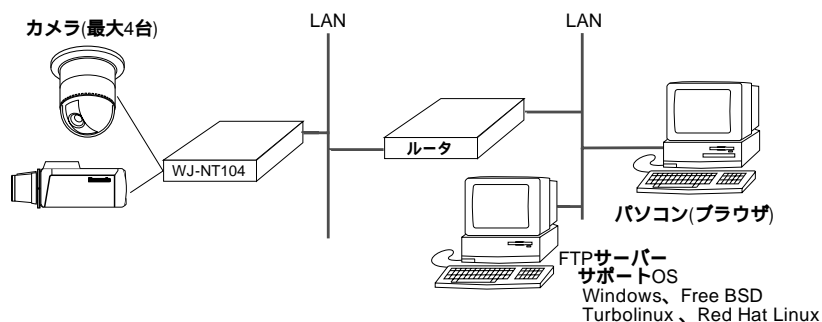 カメラ(最大4台)
LAN
LAN
WJ-NT104
ルータ
パソコン(ブラウザ)
FTPサーバー
サポートOS
Windows、Free BSD
Turbolinux 、Red Hat Linux